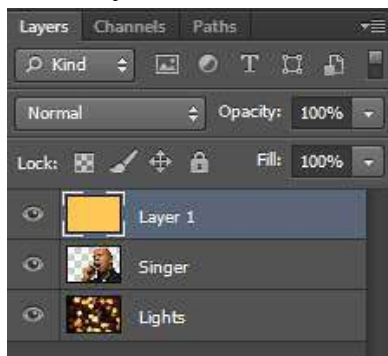 Layers Channels Paths
Kind T
Normal Opacity: 100%
Lock: Fill: 100%
Layer 1
Singer
Lights